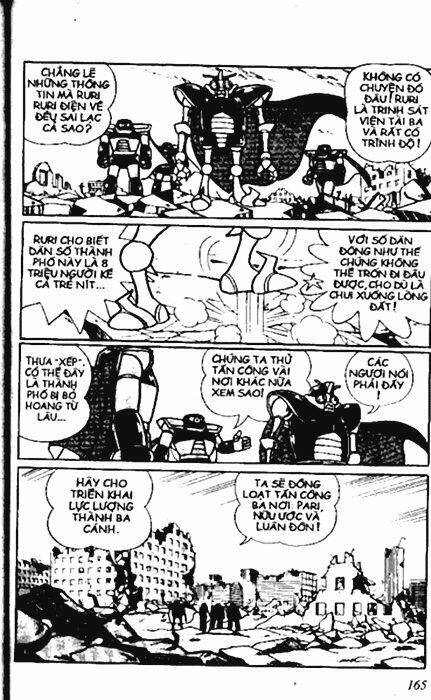 CHẲNG LẼ
NHỮNG THÔNG
TIN MÀ RURI
RURI ĐIỆN VỀ
ĐỀU SAI LẠC
CẢ SAO?
KHÔNG CÓ
CHUYỆN ĐÓ
ĐÂU! RURI
LÀ TRINH SÁT
VIÊN TÀI BA
VÀ RẤT CÓ
TRÌNH ĐỘ!
RURI CHO BIẾT
DÂN SỐ THÀNH
PHỐ NÀY LÀ 8
TRIỆU NGƯỜI KỂ
CẢ TRẺ NÍT...
VỚI SỐ DÂN
ĐÔNG NHƯ THẾ
CHÚNG KHÔNG
THỂ TRỐN ĐI ĐÂU
ĐƯỢC, CHO DÙ LÀ
CHUI XUỐNG LÒNG
ĐẤT!
THƯA "XẾP",
CÓ THỂ ĐÂY
LÀ THÀNH
PHỐ BỊ BỎ
HOANG TỪ
LÂU...
CHÚNG TA THỬ
TẤN CÔNG VÀI
NƠI KHÁC NỮA
XEM SAO!
CÁC
NGƯƠI NÓI
PHẢI ĐẤY
!
HÃY CHO
TRIỂN KHAI
LỰC LƯỢNG
THÀNH BA
CÁNH.
TA SẼ ĐỒNG
LOẠT TẤN CÔNG
BA NƠI. PARI,
NỮU ƯỚC VÀ
LUÂN ĐÔN!
165